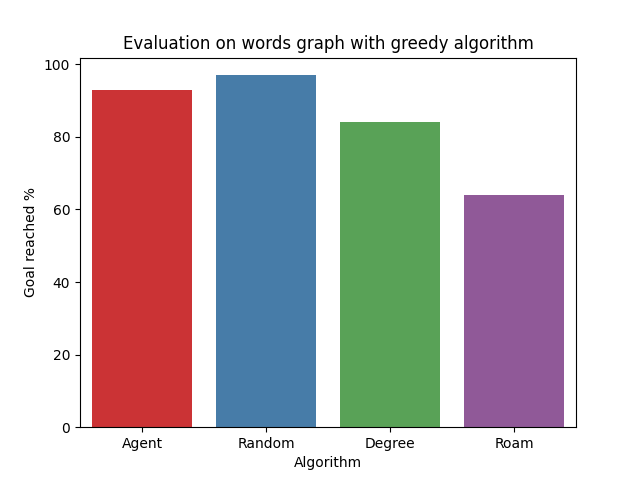 Evaluation on words graph with greedy algorithm
Goal reached %
100
80
60
40
20
0
Agent Random Degree Roam
Algorithm